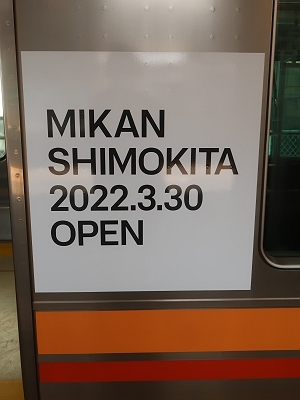 MIKAN
SHIMOKITA
2022.3.30
OPEN